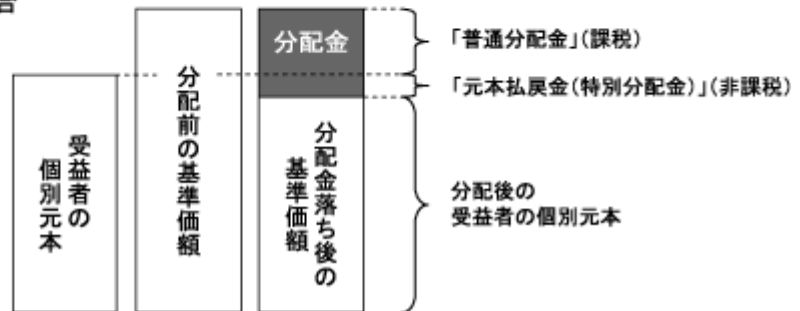 分配金
「普通分配金」(課税)
「元本払戻金(特別分配金)」(非課税)
受益者の
個別元本
分配前の基準価額
分配金落ち後の
基準価額
分配後の
受益者の個別元本